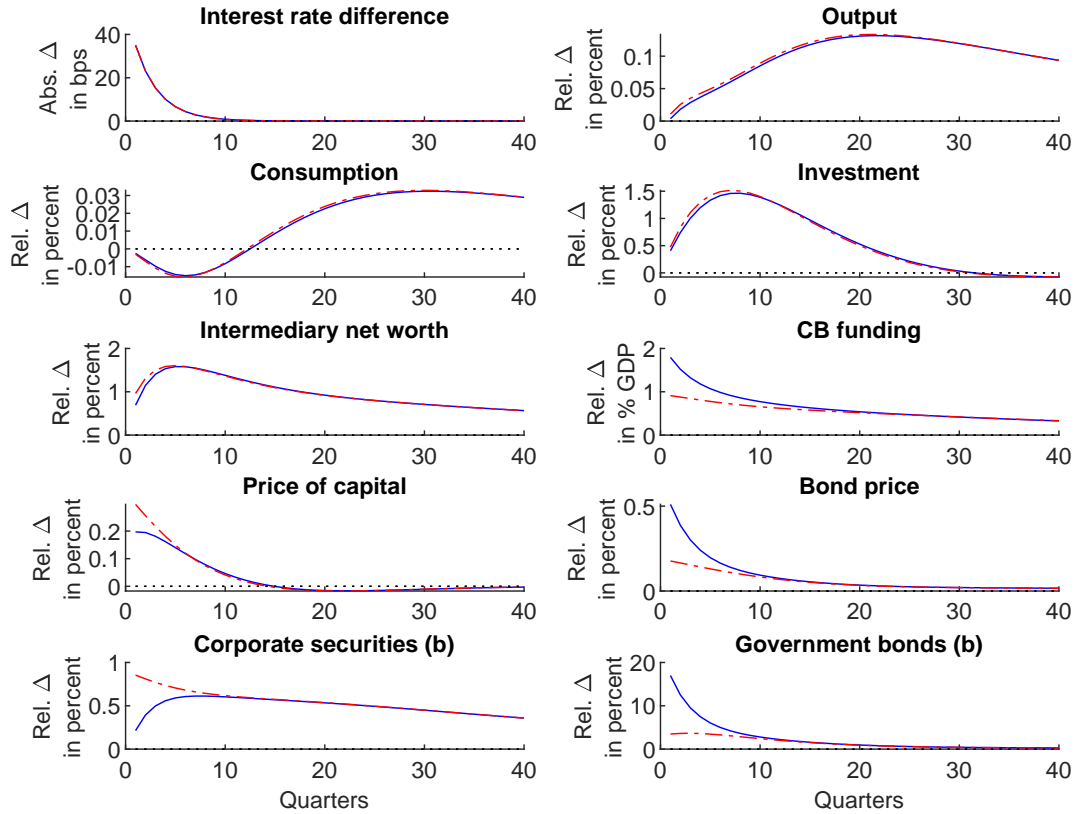 Interest rate difference
Abs. Δ
in bps
40
20
0
0
10
20
30
40
Output
Rel. Δ
in percent
0.1
0.05
0
0
10
20
30
40
Consumption
Rel. Δ
in percent
0.03
0.02
0.01
0
-0.01
0
10
20
30
40
Investment
Rel. Δ
in percent
1.5
1
0.5
0
0
10
20
30
40
Intermediary net worth
Rel. Δ
in percent
2
1
0
0
10
20
30
40
CB funding
Rel. Δ
in % GDP
2
1
0
0
10
20
30
40
Price of capital
Rel. Δ
in percent
0.2
0.1
0
0
10
20
30
40
Bond price
Rel. Δ
in percent
0.5
0
0
10
20
30
40
Corporate securities (b)
Rel. Δ
in percent
1
0.5
0
0
10
20
30
40
Quarters
Government bonds (b)
Rel. Δ
in percent
20
10
0
0
10
20
30
40
Quarters